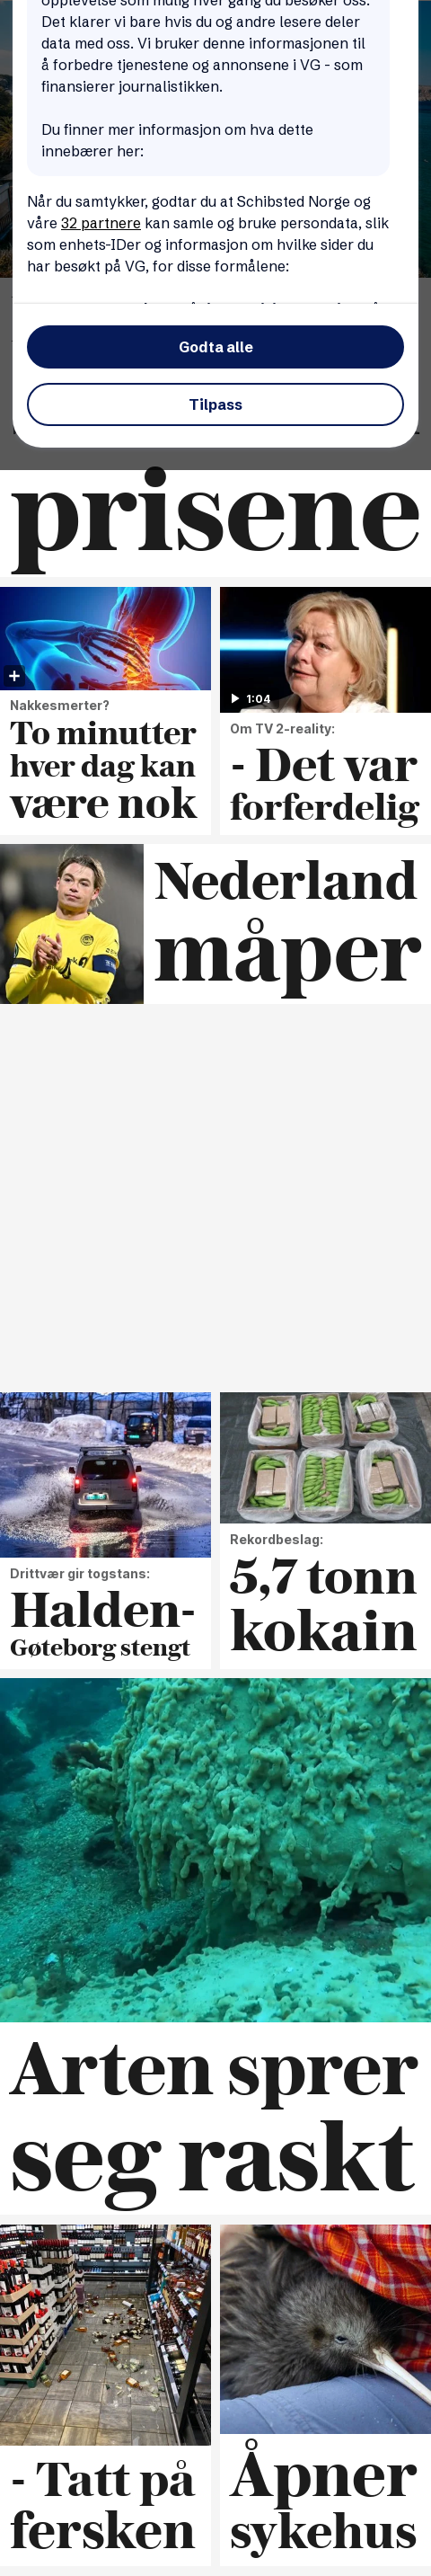 opplevelse som mulig hver gang du besøker oss.
Det klarer vi bare hvis du og andre lesere deler
data med oss. Vi bruker denne informasjonen til
å forbedre tjenestene og annonsene i VG - som
finansierer journalistikken.
Du finner mer informasjon om hva dette
innebærer her:
Når du samtykker, godtar du at Schibsted Norge og
våre 32 partnere kan samle og bruke persondata, slik
som enhets-IDer og informasjon om hvilke sider du
har besøkt på VG, for disse formålene:
Godta alle
Tilpass
prisene
Nakkesmerter?
To minutter
hver dag kan
være nok
1:04
Om TV 2-reality:
- Det var
forferdelig
Nederland
måper
Drittvær gir togstans:
Halden-
Gøteborg stengt
Rekordbeslag:
5,7 tonn
kokain
Arten sprer
seg raskt
- Tatt på
fersken
Åpner
sykehus